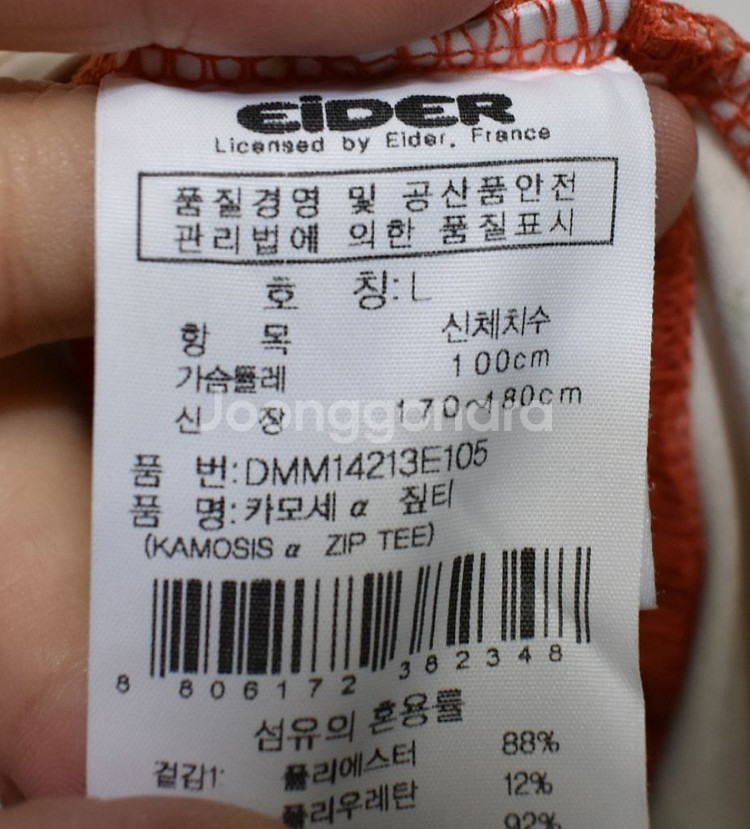 EiDER
Licensed by Eider. France
품질경영 및 공산품안전
관리법에 의한 품질표시
호 칭: L
항 목 신체치수
가슴둘레 100cm
신 장 170~180cm
Joonggonara
품 번: DMM14213E105
품 명: 카모세 α 짚티
(KAMOSIS α ZIP TEE)
8 806172 382348
섬유의 혼용률
겉감1: 폴리에스터 88%
폴리우레탄 12%
92%